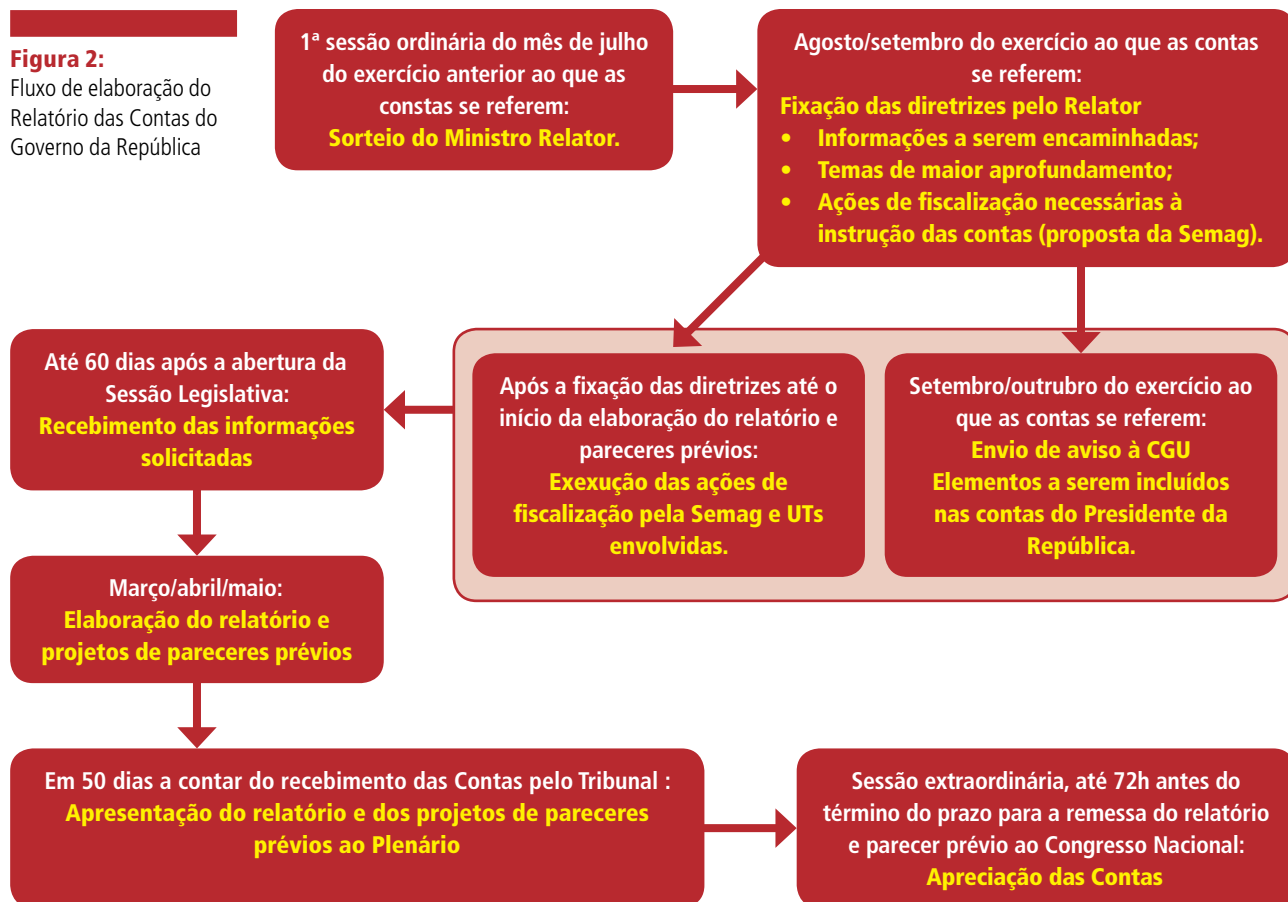 Figura 2:
Fluxo de elaboração do
Relatório das Contas do
Governo da República
1ª sessão ordinária do mês de julho
do exercício anterior ao que as
constas se referem:
Sorteio do Ministro Relator.
Agosto/setembro do exercício ao que as contas
se referem:
Fixação das diretrizes pelo Relator
• Informações a serem encaminhadas;
• Temas de maior aprofundamento;
• Ações de fiscalização necessárias à
instrução das contas (proposta da Semag).
Após a fixação das diretrizes até o
início da elaboração do relatório e
pareceres prévios:
Exexução das ações de
fiscalização pela Semag e UTs
envolvidas.
Setembro/outrubro do exercício ao
que as contas se referem:
Envio de aviso à CGU
Elementos a serem incluídos
nas contas do Presidente da
República.
Até 60 dias após a abertura da
Sessão Legislativa:
Recebimento das informações
solicitadas
Março/abril/maio:
Elaboração do relatório e
projetos de pareceres prévios
Em 50 dias a contar do recebimento das Contas pelo Tribunal :
Apresentação do relatório e dos projetos de pareceres
prévios ao Plenário
Sessão extraordinária, até 72h antes do
término do prazo para a remessa do relatório
e parecer prévio ao Congresso Nacional:
Apreciação das Contas